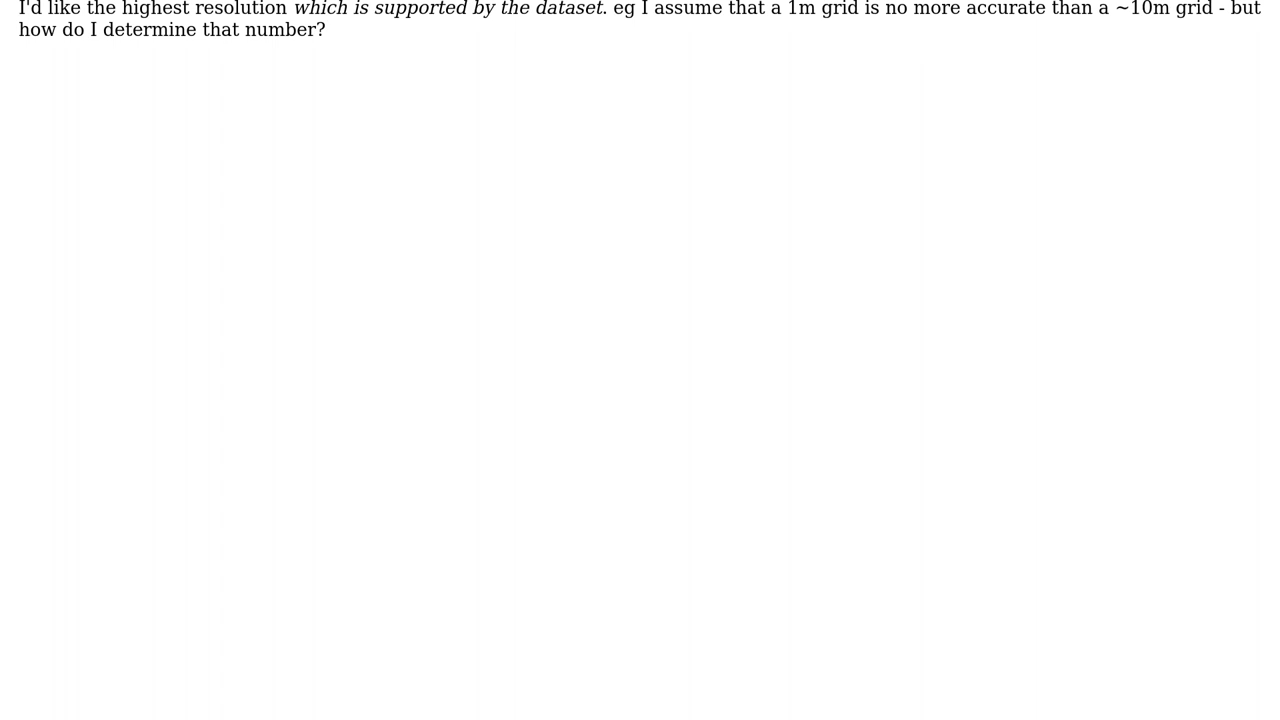 I'd like the highest resolution which is supported by the dataset. eg I assume that a 1m grid is no more accurate than a ~10m grid - but
how do I determine that number?